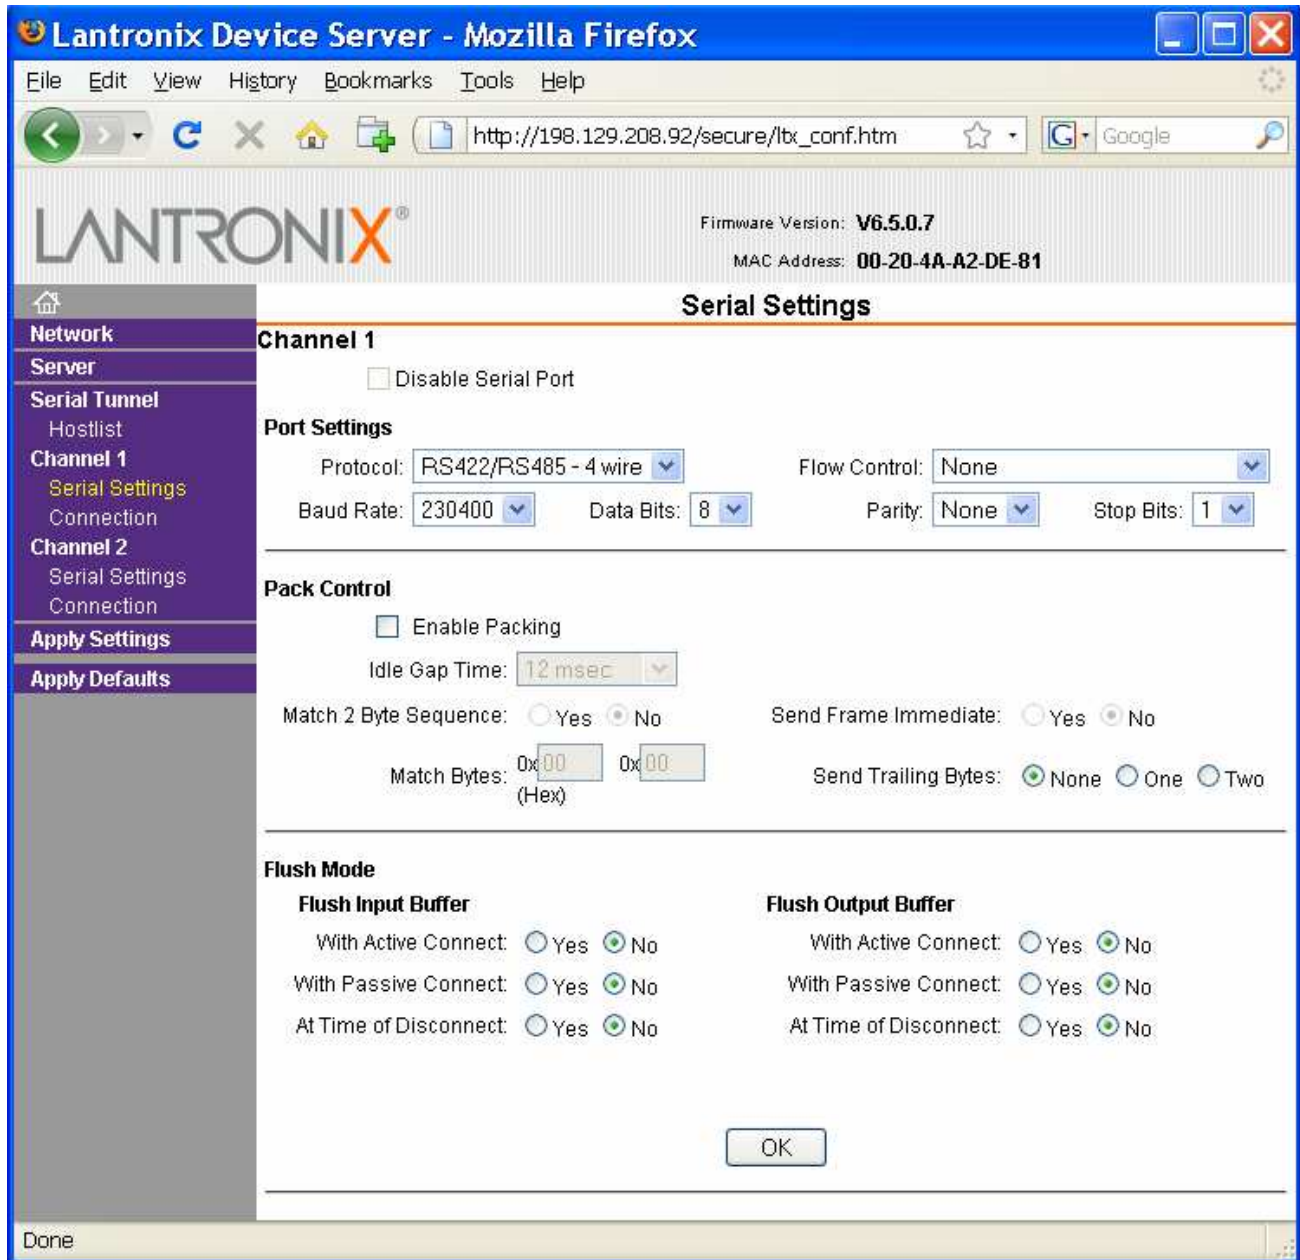 Lantronix Device Server - Mozilla Firefox
File Edit View History Bookmarks Tools Help
http://198.129.208.92/secure/ltx_conf.htm G Google
LANTRONIX®
Firmware Version: V6.5.0.7
MAC Address: 00-20-4A-A2-DE-81
Network
Server
Serial Tunnel
Hostlist
Channel 1
Serial Settings
Connection
Channel 2
Serial Settings
Connection
Apply Settings
Apply Defaults
Serial Settings
Channel 1
Disable Serial Port
Port Settings
Protocol: RS422/RS485 - 4 wire Flow Control: None
Baud Rate: 230400 Data Bits: 8 Parity: None Stop Bits: 1
Pack Control
Enable Packing
Idle Gap Time: 12 msec
Match 2 Byte Sequence: Yes No Send Frame Immediate: Yes No
Match Bytes: 0x 00 0x 00 Send Trailing Bytes: None One Two
(Hex)
Flush Mode
Flush Input Buffer Flush Output Buffer
With Active Connect: Yes No With Active Connect: Yes No
With Passive Connect: Yes No With Passive Connect: Yes No
At Time of Disconnect: Yes No At Time of Disconnect: Yes No
OK
Done